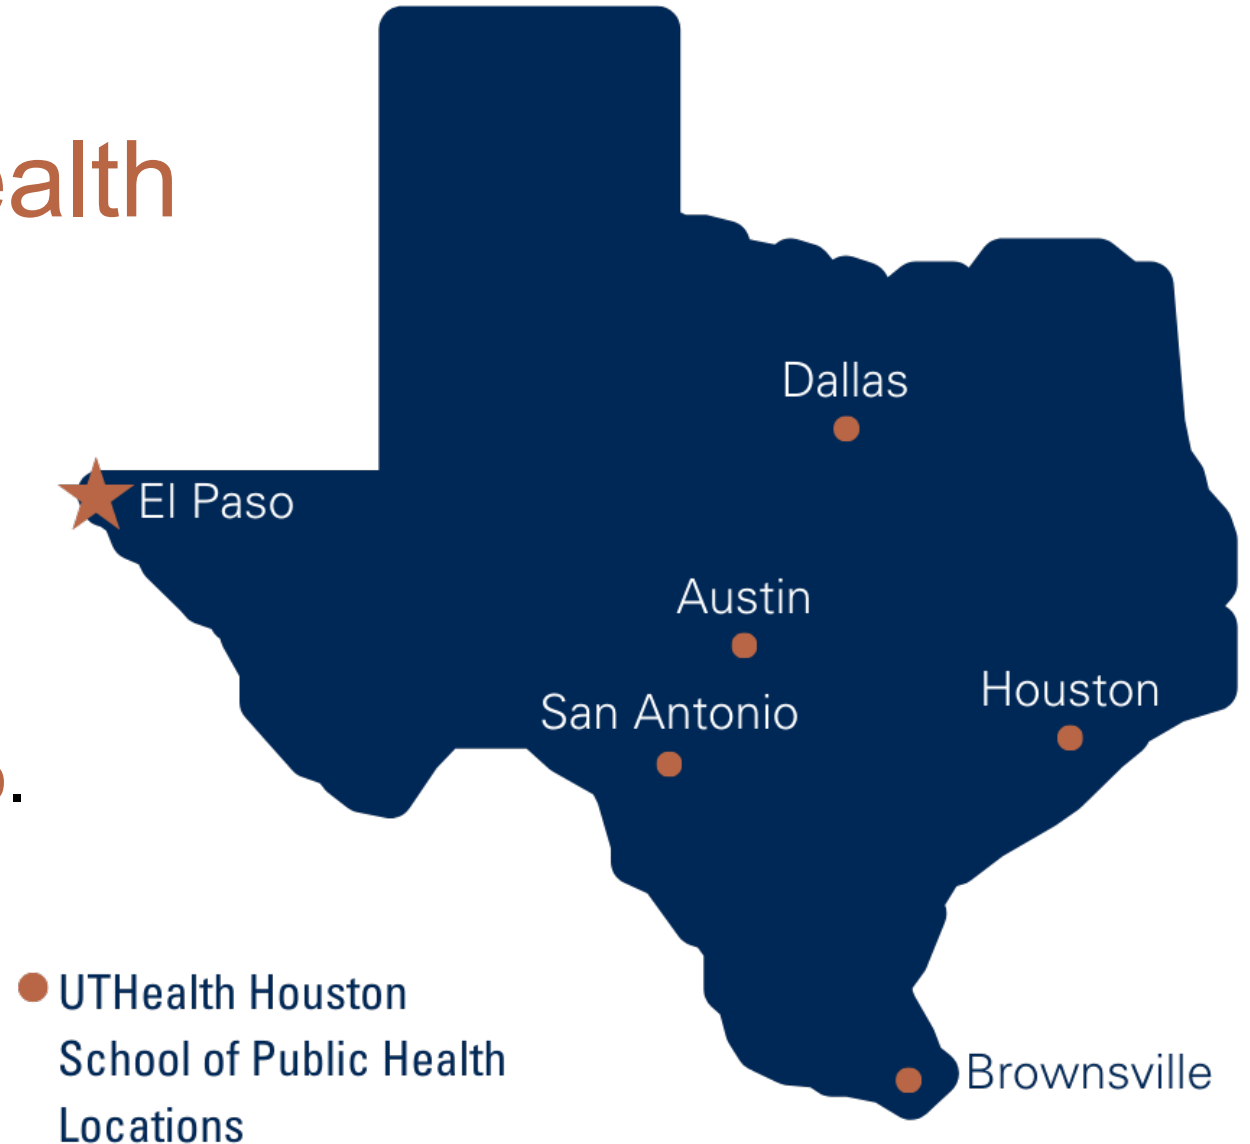 ealth
Dallas
El Paso
Austin
Houston
San Antonio
.
UTHealth Houston
School of Public Health
Locations
Brownsville